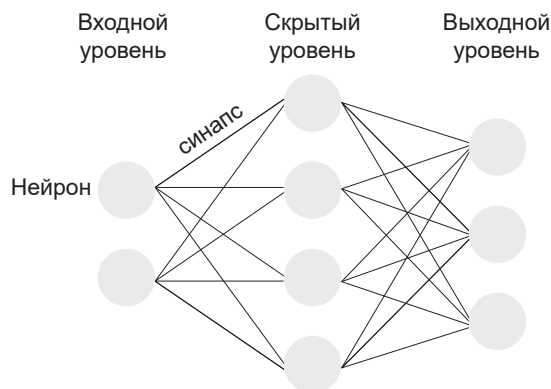 Входной
уровень
Скрытый
уровень
Выходной
уровень
синапс
Нейрон